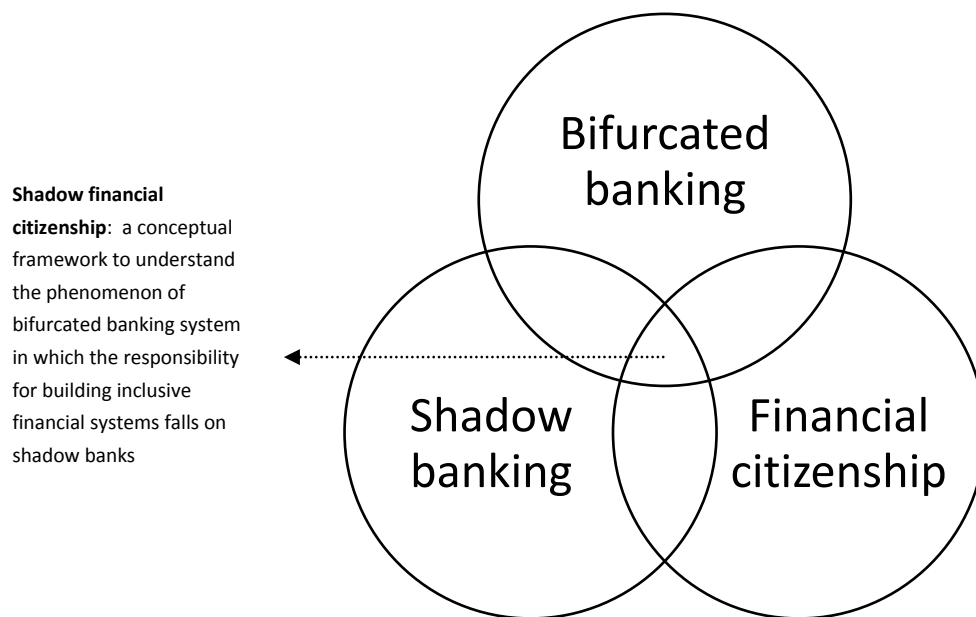 Shadow financial
citizenship: a conceptual
framework to understand
the phenomenon of
bifurcated banking system
in which the responsibility
for building inclusive
financial systems falls on
shadow banks
Bifurcated
banking
Shadow
banking
Financial
citizenship